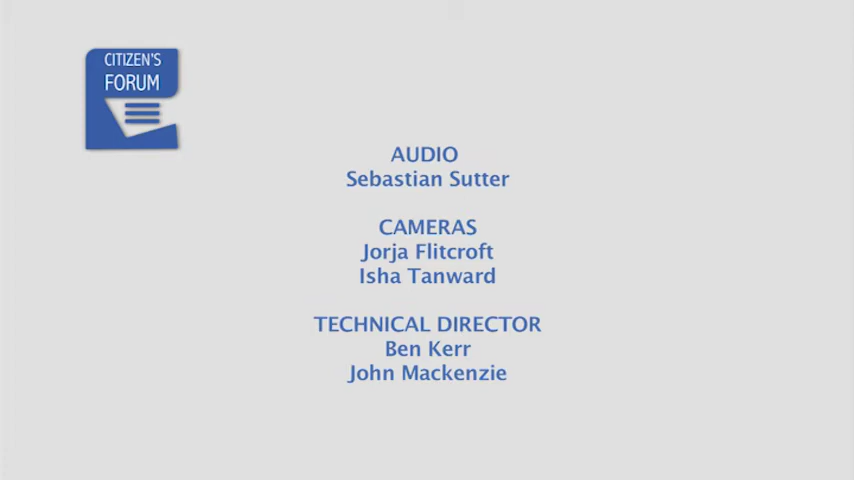 CITIZEN'S
FORUM
AUDIO
Sebastian Sutter
CAMERAS
Jorja Flitcroft
Isha Tanward
TECHNICAL DIRECTOR
Ben Kerr
John Mackenzie